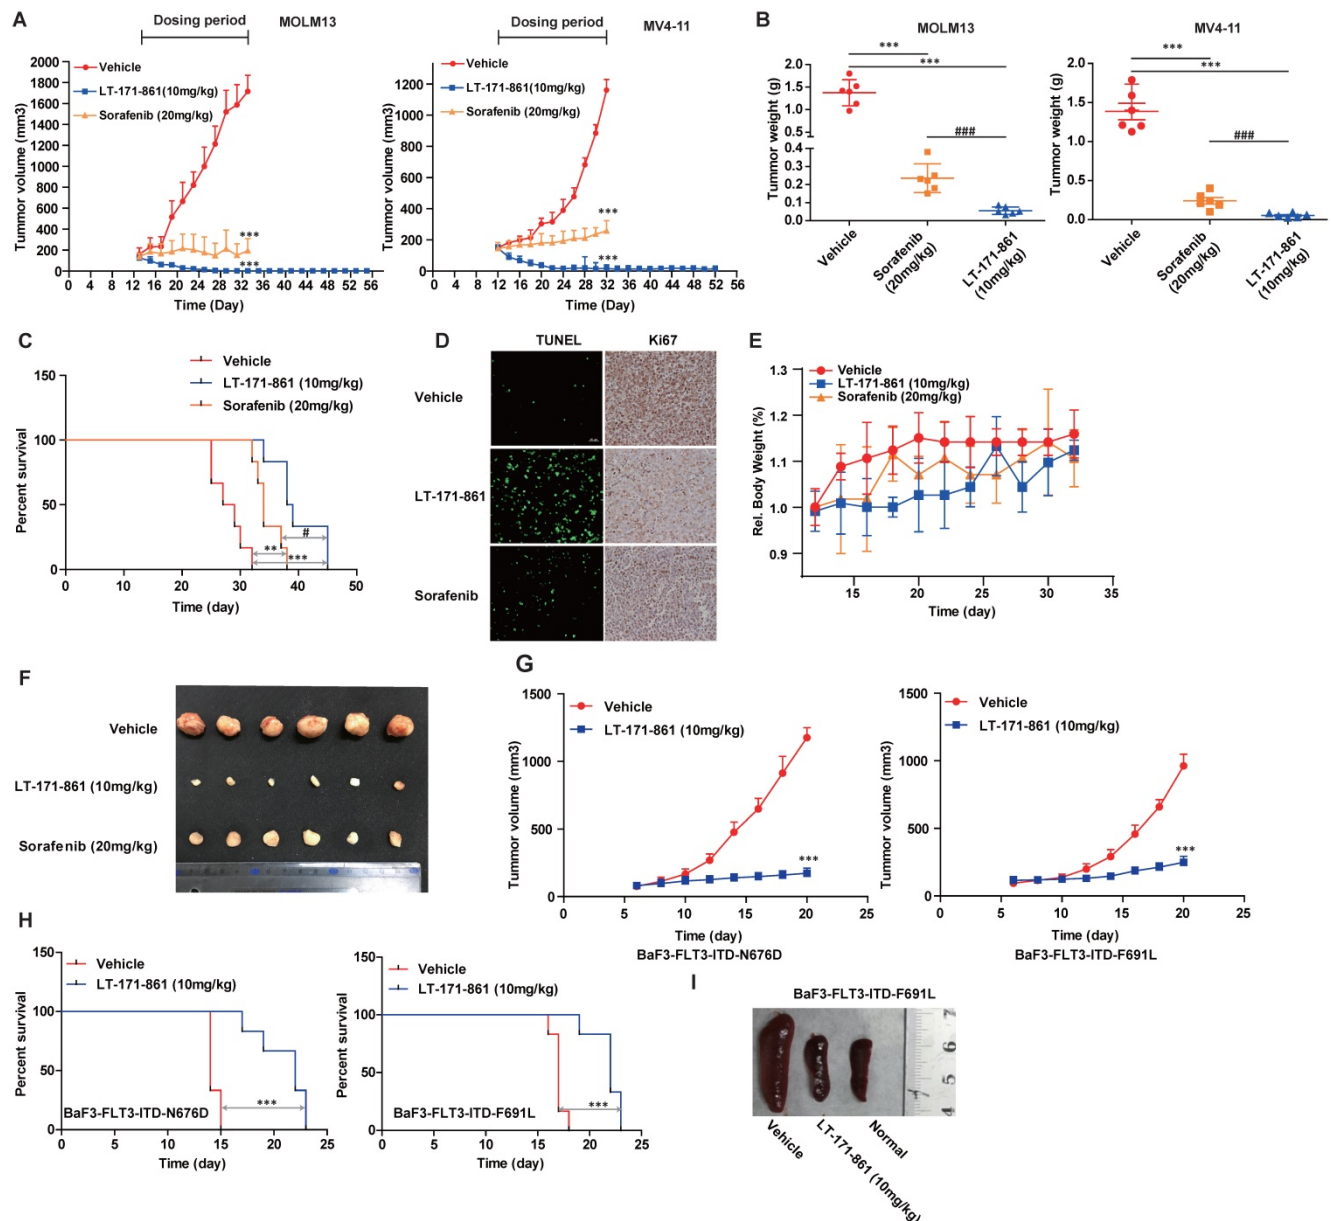 A
Dosing period
MOLM13
Tummor volume (mm3)
2000
1800
1600
1400
1200
1000
800
600
400
200
0
Vehicle
LT-171-861(10mg/kg)
Sorafenib (20mg/kg)
***
***
0 4 8 12 16 20 24 28 32 36 40 44 48 52 56
Time (Day)
Dosing period
MV4-11
Tummor volume (mm3)
1200
1000
800
600
400
200
0
Vehicle
LT-171-861(10mg/kg)
Sorafenib (20mg/kg)
***
***
0 4 8 12 16 20 24 28 32 36 40 44 48 52 56
Time (Day)
B
MOLM13
Tummor weight (g)
2.0
1.5
1.0
0.5
0.4
0.3
0.2
0.1
0.0
***
***
###
Vehicle
Sorafenib
(20mg/kg)
LT-171-861
(10mg/kg)
MV4-11
Tummor weight (g)
2.0
1.5
1.0
0.5
0.0
***
***
###
Vehicle
Sorafenib
(20mg/kg)
LT-171-861
(10mg/kg)
C
Vehicle
LT-171-861 (10mg/kg)
Sorafenib (20mg/kg)
Percent survival
150
100
50
0
#
**
***
0 10 20 30 40 50
Time (day)
D
TUNEL Ki67
Vehicle
LT-171-861
Sorafenib
E
Vehicle
LT-171-861 (10mg/kg)
Sorafenib (20mg/kg)
Rel. Body Weight (%)
1.3
1.2
1.1
1.0
0.9
15 20 25 30 35
Time (day)
F
Vehicle
LT-171-861 (10mg/kg)
Sorafenib (20mg/kg)
G
Vehicle
LT-171-861 (10mg/kg)
Tummor volume (mm3)
1500
1000
500
0
***
0 5 10 15 20 25
Time (day)
BaF3-FLT3-ITD-N676D
Vehicle
LT-171-861 (10mg/kg)
Tummor volume (mm3)
1500
1000
500
0
***
0 5 10 15 20 25
Time (day)
BaF3-FLT3-ITD-F691L
H
Vehicle
LT-171-861 (10mg/kg)
Percent survival
150
100
50
0
***
BaF3-FLT3-ITD-N676D
0 5 10 15 20 25
Time (day)
Vehicle
LT-171-861 (10mg/kg)
Percent survival
150
100
50
0
***
BaF3-FLT3-ITD-F691L
0 5 10 15 20 25
Time (day)
I
BaF3-FLT3-ITD-F691L
7
6
5
4
Vehicle
LT-171-861 (10mg/kg)
Normal